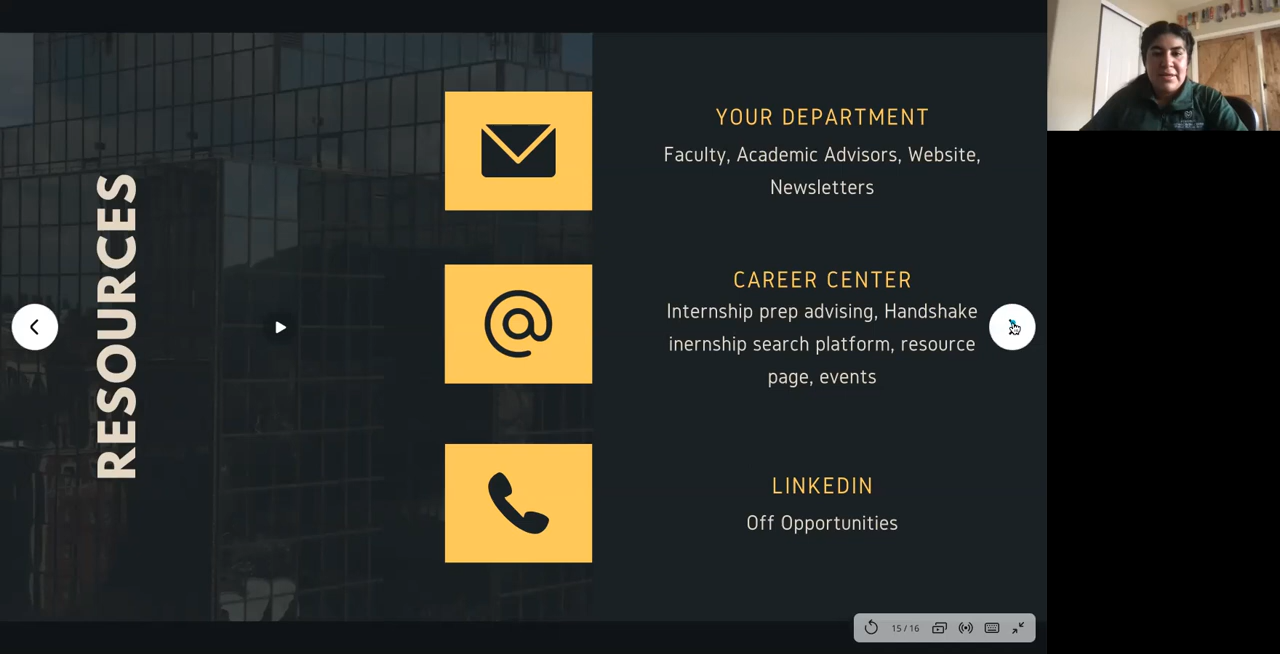 RESOURCES
YOUR DEPARTMENT
Faculty, Academic Advisors, Website,
Newsletters
CAREER CENTER
Internship prep advising, Handshake
inernship search platform, resource
page, events
LINKEDIN
Off Opportunities
15 / 16